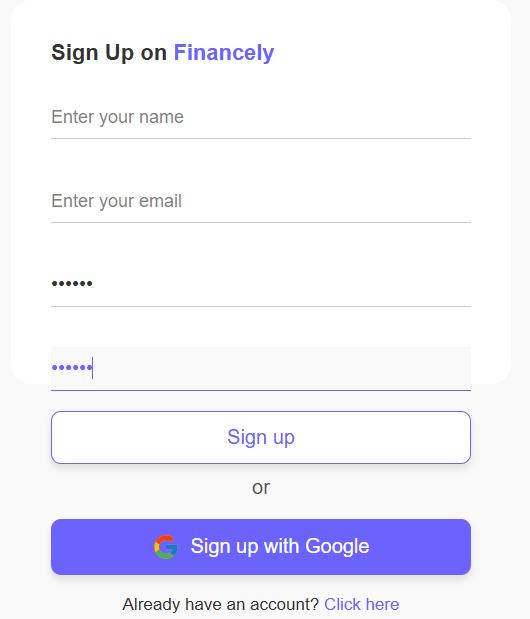 Sign Up on Financely
Enter your name
Enter your email
••••••
••••••
Sign up
or
Sign up with Google
Already have an account? Click here